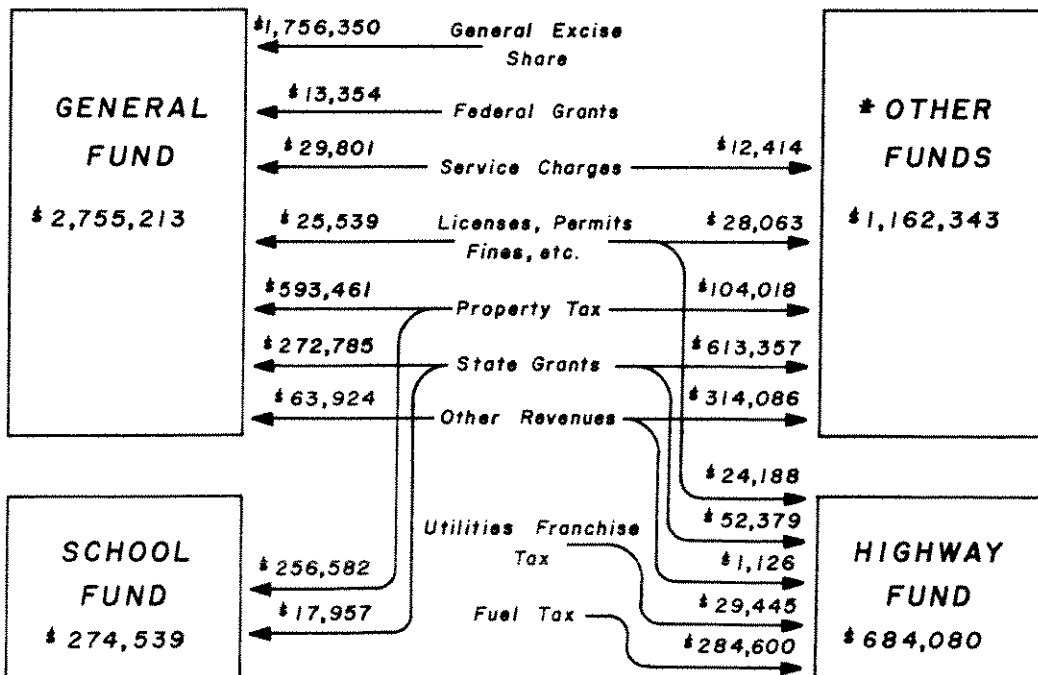 GENERAL
FUND
$2,755,213
$1,756,350
General Excise
Share
$13,354
Federal Grants
$29,801
Service Charges
$12,414
$25,539
Licenses, Permits
Fines, etc.
$28,063
$593,461
Property Tax
$104,018
$272,785
State Grants
$613,357
$63,924
Other Revenues
$314,086
* OTHER
FUNDS
$1,162,343
SCHOOL
FUND
$274,539
$256,582
$17,957
Utilities Franchise
Tax
Fuel Tax
$24,188
$52,379
$1,126
$29,445
$284,600
HIGHWAY
FUND
$684,080